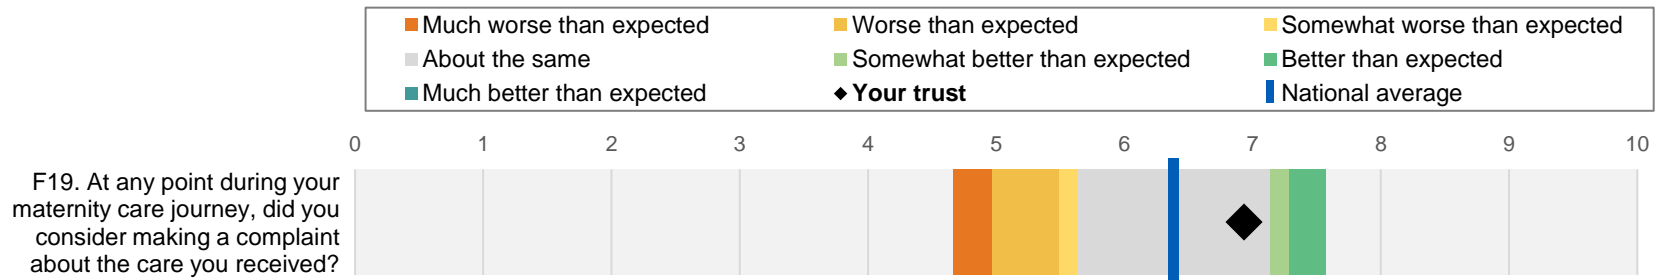 Much worse than expected
Worse than expected
Somewhat worse than expected
About the same
Somewhat better than expected
Better than expected
Much better than expected
Your trust
National average
0 1 2 3 4 5 6 7 8 9 10
F19. At any point during your
maternity care journey, did you
consider making a complaint
about the care you received?